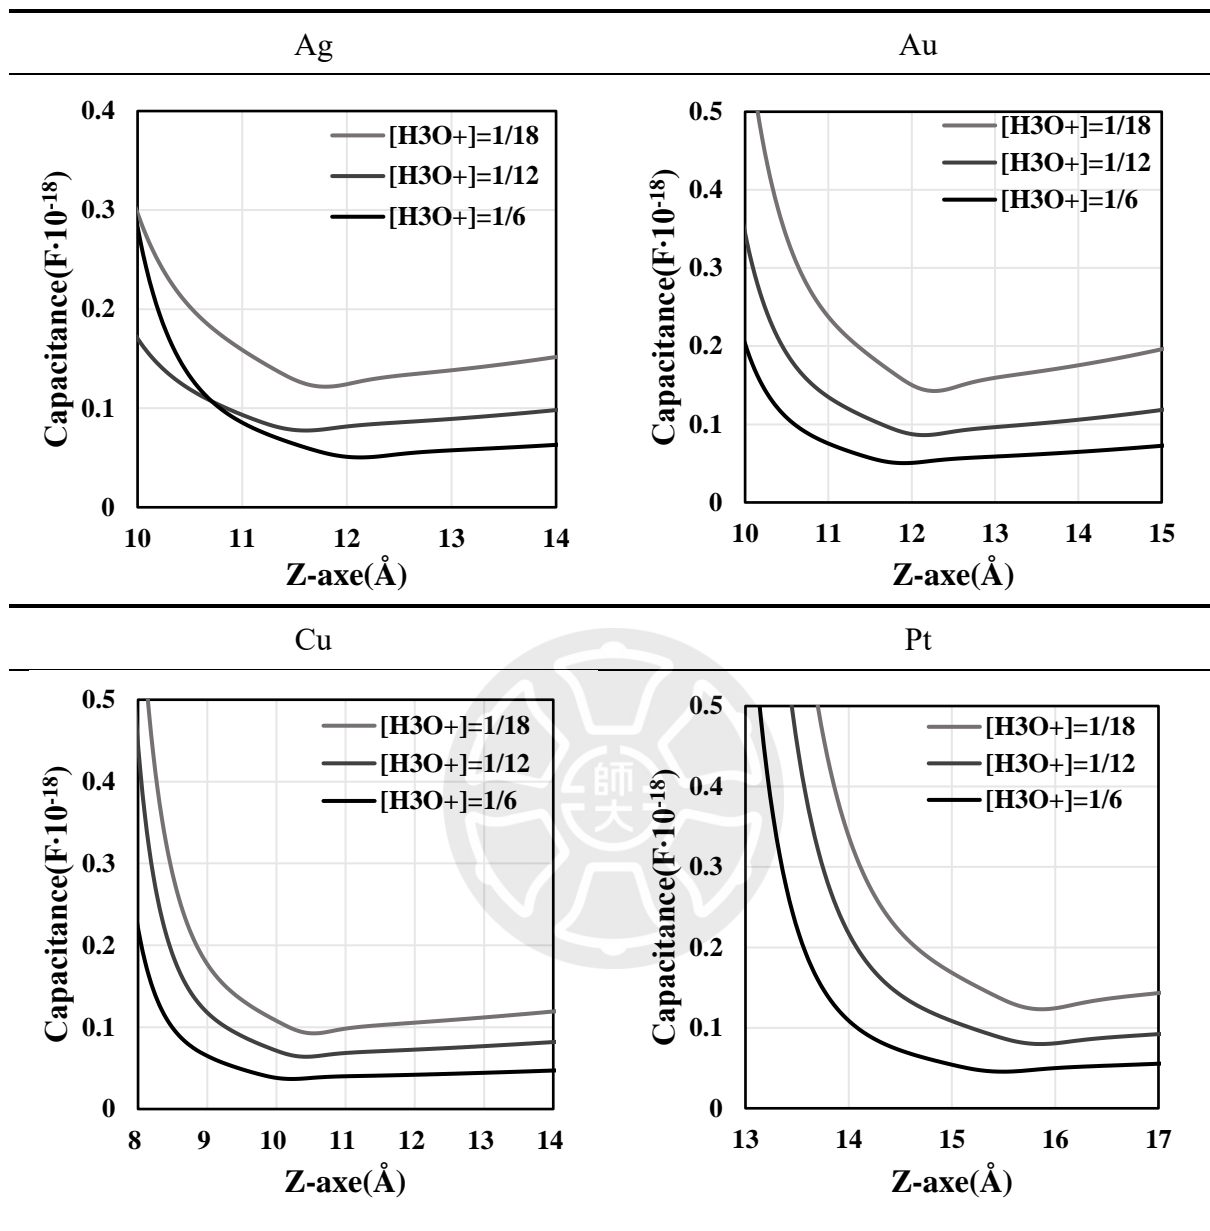 Ag
Au
Capacitance(F·10-18)
0.4
0.3
0.2
0.1
0
[H3O+]=1/18
[H3O+]=1/12
[H3O+]=1/6
10 11 12 13 14
Z-axe(Å)
Capacitance(F·10-18)
0.5
0.4
0.3
0.2
0.1
0
[H3O+]=1/18
[H3O+]=1/12
[H3O+]=1/6
10 11 12 13 14 15
Z-axe(Å)
Cu
Pt
Capacitance(F·10-18)
0.5
0.4
0.3
0.2
0.1
0
[H3O+]=1/18
[H3O+]=1/12
[H3O+]=1/6
8 9 10 11 12 13 14
Z-axe(Å)
Capacitance(F·10-18)
0.5
0.4
0.3
0.2
0.1
0
[H3O+]=1/18
[H3O+]=1/12
[H3O+]=1/6
13 14 15 16 17
Z-axe(Å)
師
大